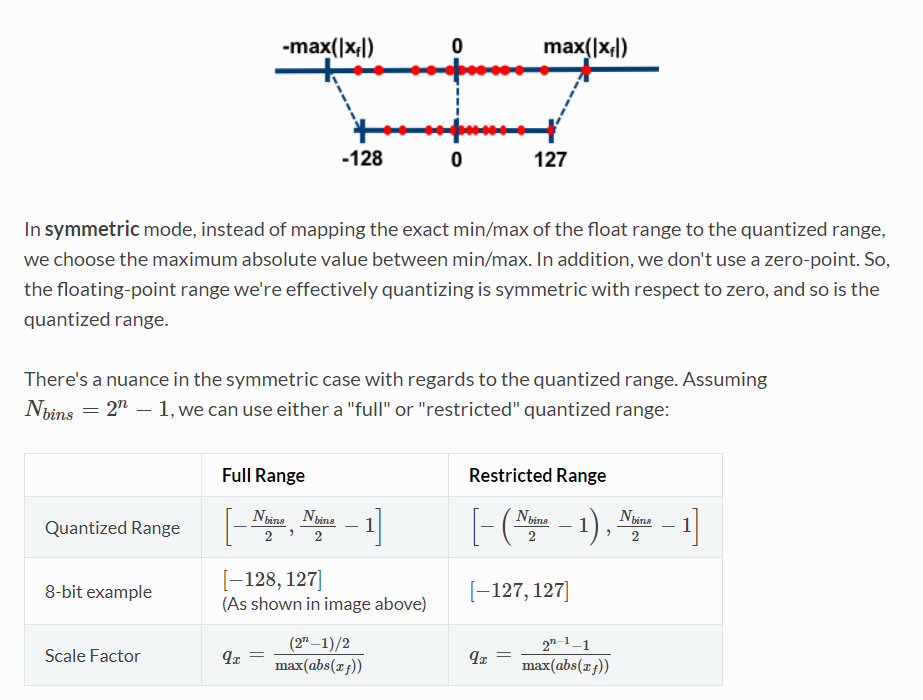 -max(|x_f|) 0 max(|x_f|)
-128 0 127
In symmetric mode, instead of mapping the exact min/max of the float range to the quantized range,
we choose the maximum absolute value between min/max. In addition, we don't use a zero-point. So,
the floating-point range we're effectively quantizing is symmetric with respect to zero, and so is the
quantized range.
There's a nuance in the symmetric case with regards to the quantized range. Assuming
N_{bins} = 2^n − 1, we can use either a "full" or "restricted" quantized range:
Full Range Restricted Range
Quantized Range [−\frac{N_{bins}}{2}, \frac{N_{bins}}{2} − 1] [−(\frac{N_{bins}}{2} − 1), \frac{N_{bins}}{2} − 1]
8-bit example [−128, 127] [−127, 127]
(As shown in image above)
Scale Factor q_x = \frac{(2^n−1)/2}{max(abs(x_f))} q_x = \frac{2^{n−1}−1}{max(abs(x_f))}